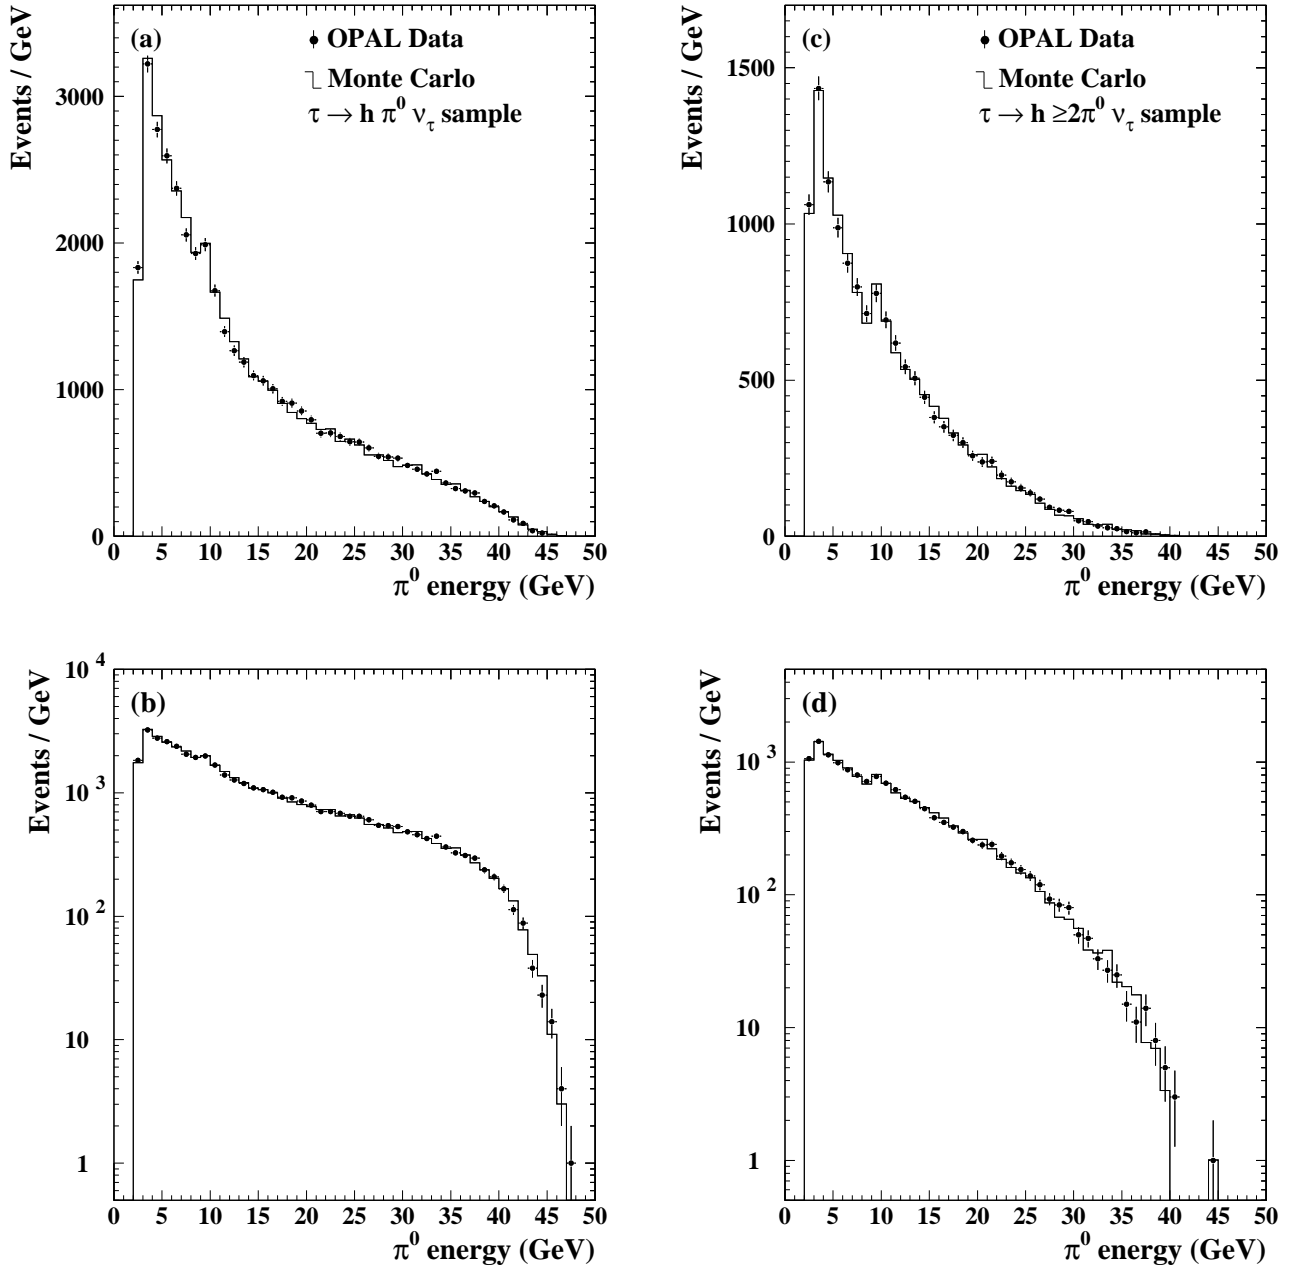 (a)
OPAL Data
Monte Carlo
τ → h π⁰ ν_τ sample
Events / GeV
3000
2000
1000
0
0 5 10 15 20 25 30 35 40 45 50
π⁰ energy (GeV)
(c)
OPAL Data
Monte Carlo
τ → h ≥2π⁰ ν_τ sample
Events / GeV
1500
1000
500
0
0 5 10 15 20 25 30 35 40 45 50
π⁰ energy (GeV)
(b)
Events / GeV
10⁴
10³
10²
10
1
0 5 10 15 20 25 30 35 40 45 50
π⁰ energy (GeV)
(d)
Events / GeV
10³
10²
10
1
0 5 10 15 20 25 30 35 40 45 50
π⁰ energy (GeV)